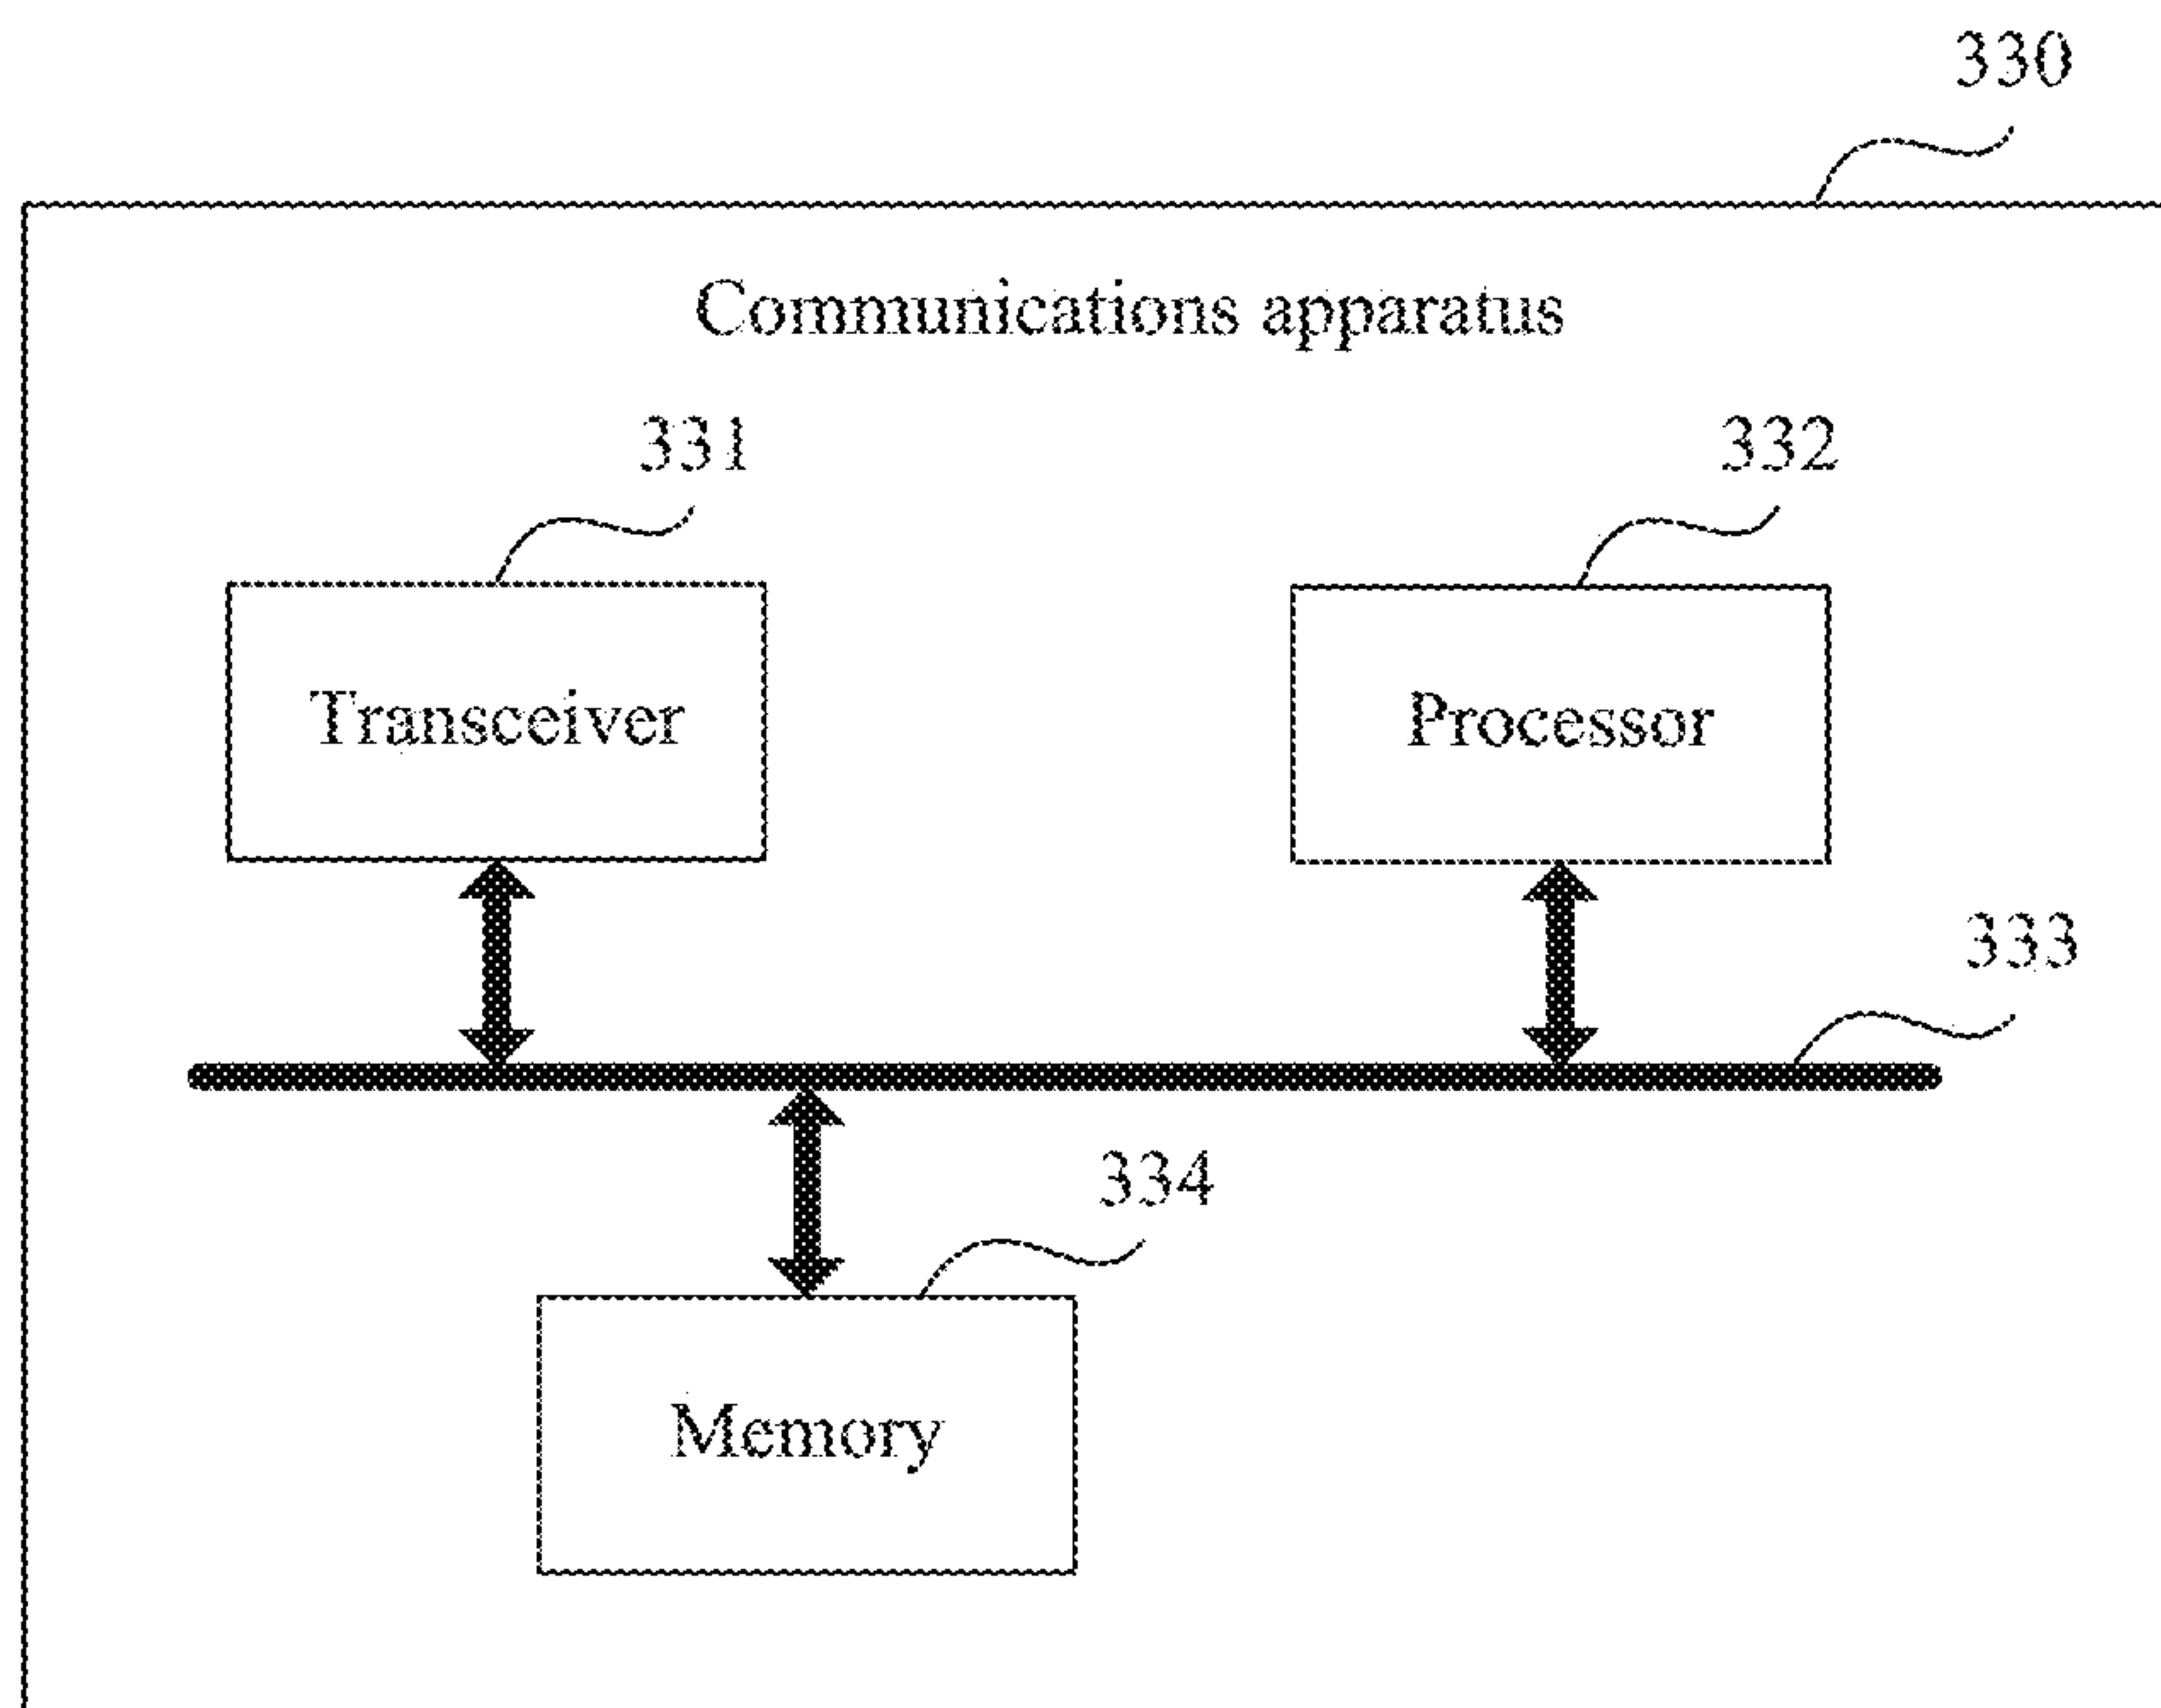 330
Communications apparatus
331
332
Transceiver
Processor
333
334
Memory